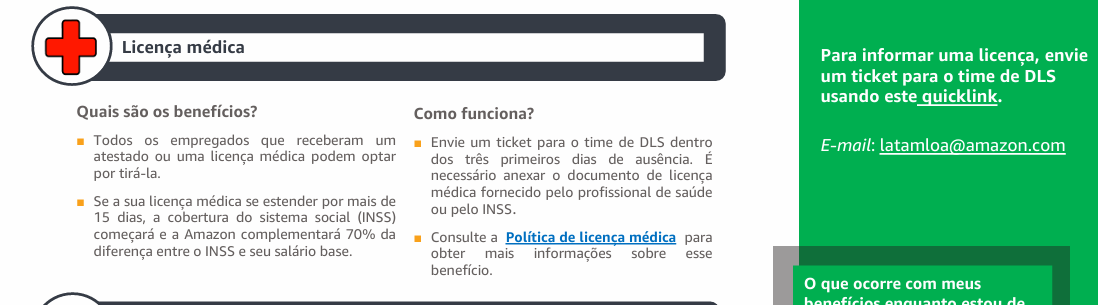 Licença médica
Quais são os benefícios?
Todos os empregados que receberam um
atestado ou uma licença médica podem optar
por tirá-la.
Se a sua licença médica se estender por mais de
15 dias, a cobertura do sistema social (INSS)
começará e a Amazon complementará 70% da
diferença entre o INSS e seu salário base.
Como funciona?
Envie um ticket para o time de DLS dentro
dos três primeiros dias de ausência. É
necessário anexar o documento de licença
médica fornecido pelo profissional de saúde
ou pelo INSS.
Consulte a Política de licença médica para
obter mais informações sobre esse
benefício.
Para informar uma licença, envie
um ticket para o time de DLS
usando este quicklink.
E-mail: latamloa@amazon.com
O que ocorre com meus
benefícios enquanto estou de